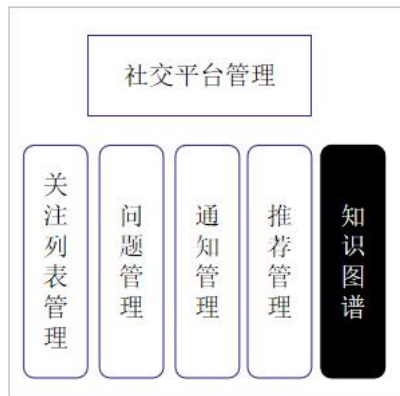 社交平台管理
关注列表管理
问题管理
通知管理
推荐管理
知识图谱